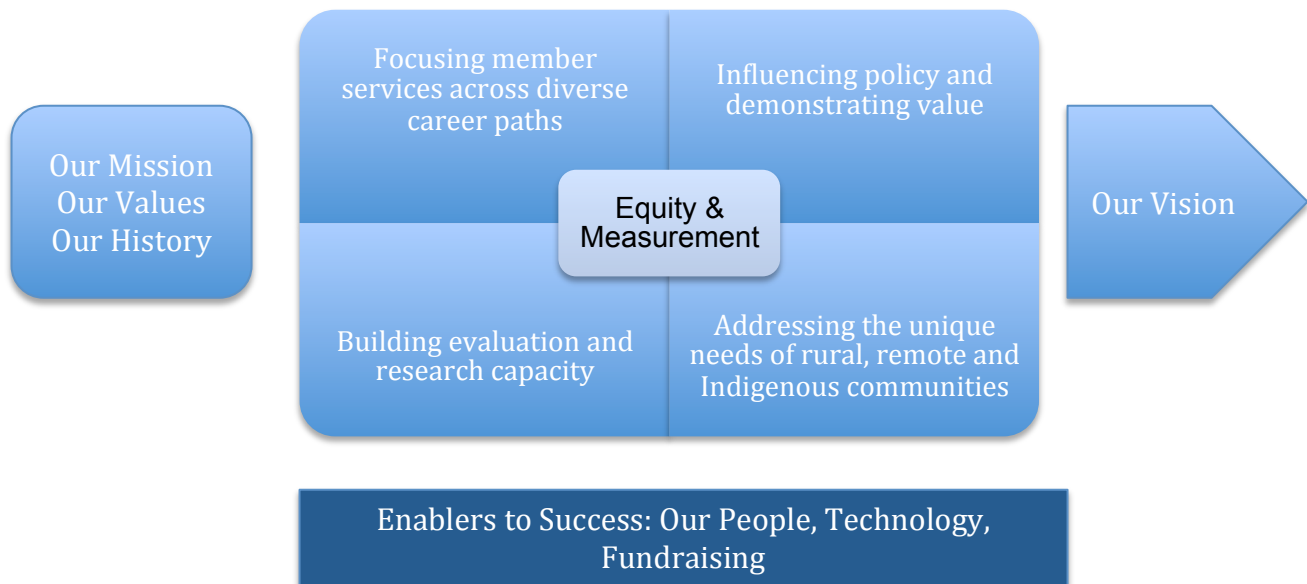 Our Mission
Our Values
Our History
Focusing member
services across diverse
career paths
Influencing policy and
demonstrating value
Equity &
Measurement
Building evaluation and
research capacity
Addressing the unique
needs of rural, remote and
Indigenous communities
Our Vision
Enablers to Success: Our People, Technology,
Fundraising